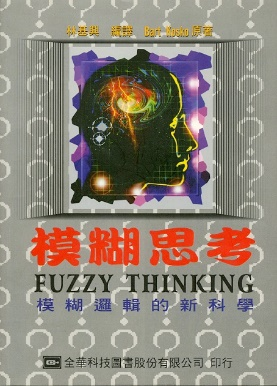 林基興 編譯 Bart Kosko 原著
模糊思考
FUZZY THINKING
模糊邏輯的新科學
全華科技圖書股份有限公司 印行